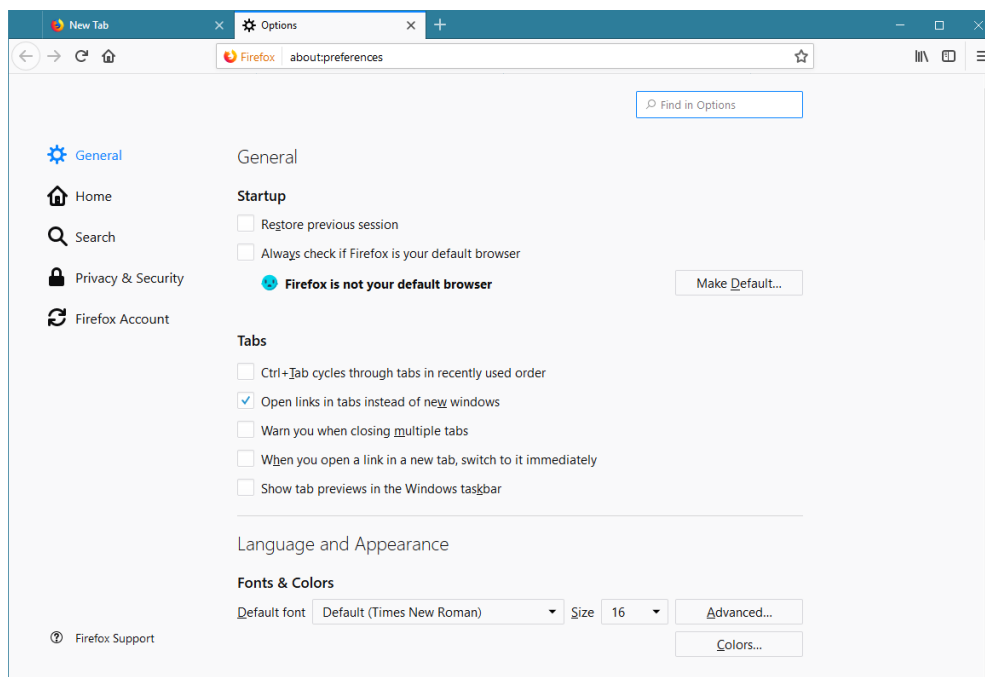 New Tab
Options
Firefox about:preferences
Find in Options
General
Home
Search
Privacy & Security
Firefox Account
Firefox Support
General
Startup
Restore previous session
Always check if Firefox is your default browser
Firefox is not your default browser Make Default...
Tabs
Ctrl+Tab cycles through tabs in recently used order
Open links in tabs instead of new windows
Warn you when closing multiple tabs
When you open a link in a new tab, switch to it immediately
Show tab previews in the Windows taskbar
Language and Appearance
Fonts & Colors
Default font Default (Times New Roman) Size 16 Advanced...
Colors...